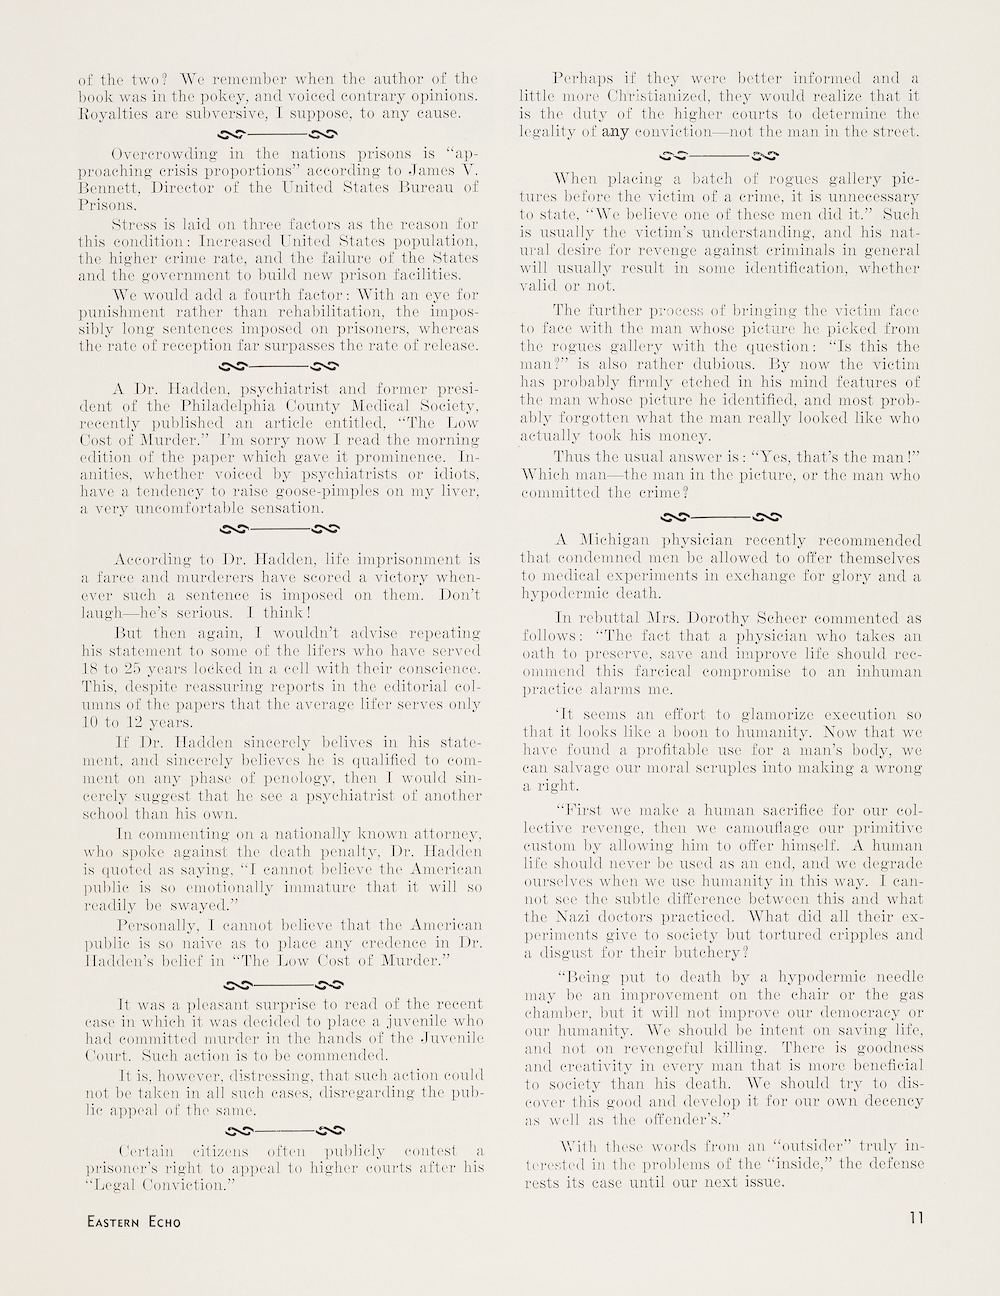 of the two? We remember when the author of the
book was in the pokey, and voiced contrary opinions.
Royalties are subversive, I suppose, to any cause.
Overcrowding in the nations prisons is “ap-
proaching crisis proportions” according to James V.
Bennett, Director of the United States Bureau of
Prisons.
Stress is laid on three factors as the reason for
this condition: Increased United States population,
the higher crime rate, and the failure of the States
and the government to build new prison facilities.
We would add a fourth factor: With an eye for
punishment rather than rehabilitation, the impos-
sibly long sentences imposed on prisoners, whereas
the rate of reception far surpasses the rate of release.
A Dr. Hadden, psychiatrist and former presi-
dent of the Philadelphia County Medical Society,
recently published an article entitled, “The Low
Cost of Murder.” I’m sorry now I read the morning
edition of the paper which gave it prominence. In-
anities, whether voiced by psychiatrists or idiots,
have a tendency to raise goose-pimples on my liver,
a very uncomfortable sensation.
According to Dr. Hadden, life imprisonment is
a farce and murderers have scored a victory when-
ever such a sentence is imposed on them. Don’t
laugh—he’s serious. I think!
But then again, I wouldn’t advise repeating
his statement to some of the lifers who have served
18 to 25 years locked in a cell with their conscience.
This, despite reassuring reports in the editorial col-
umns of the papers that the average lifer serves only
10 to 12 years.
If Dr. Hadden sincerely belives in his state-
ment, and sincerely believes he is qualified to com-
ment on any phase of penology, then I would sin-
cerely suggest that he see a psychiatrist of another
school than his own.
In commenting on a nationally known attorney,
who spoke against the death penalty, Dr. Hadden
is quoted as saying, “I cannot believe the American
public is so emotionally immature that it will so
readily be swayed.”
Personally, I cannot believe that the American
public is so naive as to place any credence in Dr.
Hadden’s belief in “The Low Cost of Murder.”
It was a pleasant surprise to read of the recent
case in which it was decided to place a juvenile who
had committed murder in the hands of the Juvenile
Court. Such action is to be commended.
It is, however, distressing, that such action could
not be taken in all such cases, disregarding the pub-
lic appeal of the same.
Certain citizens often publicly contest a
prisoner’s right to appeal to higher courts after his
“Legal Conviction.”
Perhaps if they were better informed and a
little more Christianized, they would realize that it
is the duty of the higher courts to determine the
legality of any conviction—not the man in the street.
When placing a batch of rogues gallery pic-
tures before the victim of a crime, it is unnecessary
to state, “We believe one of these men did it.” Such
is usually the victim’s understanding, and his nat-
ural desire for revenge against criminals in general
will usually result in some identification, whether
valid or not.
The further process of bringing the victim face
to face with the man whose picture he picked from
the rogues gallery with the question: “Is this the
man?” is also rather dubious. By now the victim
has probably firmly etched in his mind features of
the man whose picture he identified, and most prob-
ably forgotten what the man really looked like who
actually took his money.
Thus the usual answer is: “Yes, that’s the man!”
Which man—the man in the picture, or the man who
committed the crime?
A Michigan physician recently recommended
that condemned men be allowed to offer themselves
to medical experiments in exchange for glory and a
hypodermic death.
In rebuttal Mrs. Dorothy Scheer commented as
follows: “The fact that a physician who takes an
oath to preserve, save and improve life should rec-
ommend this farcical compromise to an inhuman
practice alarms me.
‘It seems an effort to glamorize execution so
that it looks like a boon to humanity. Now that we
have found a profitable use for a man’s body, we
can salvage our moral scruples into making a wrong
a right.
“First we make a human sacrifice for our col-
lective revenge, then we camouflage our primitive
custom by allowing him to offer himself. A human
life should never be used as an end, and we degrade
ourselves when we use humanity in this way. I can-
not see the subtle difference between this and what
the Nazi doctors practiced. What did all their ex-
periments give to society but tortured cripples and
a disgust for their butchery?
“Being put to death by a hypodermic needle
may be an improvement on the chair or the gas
chamber, but it will not improve our democracy or
our humanity. We should be intent on saving life,
and not on revengeful killing. There is goodness
and creativity in every man that is more beneficial
to society than his death. We should try to dis-
cover this good and develop it for our own decency
as well as the offender’s.”
With these words from an “outsider” truly in-
terested in the problems of the “inside,” the defense
rests its case until our next issue.
EASTERN ECHO
11